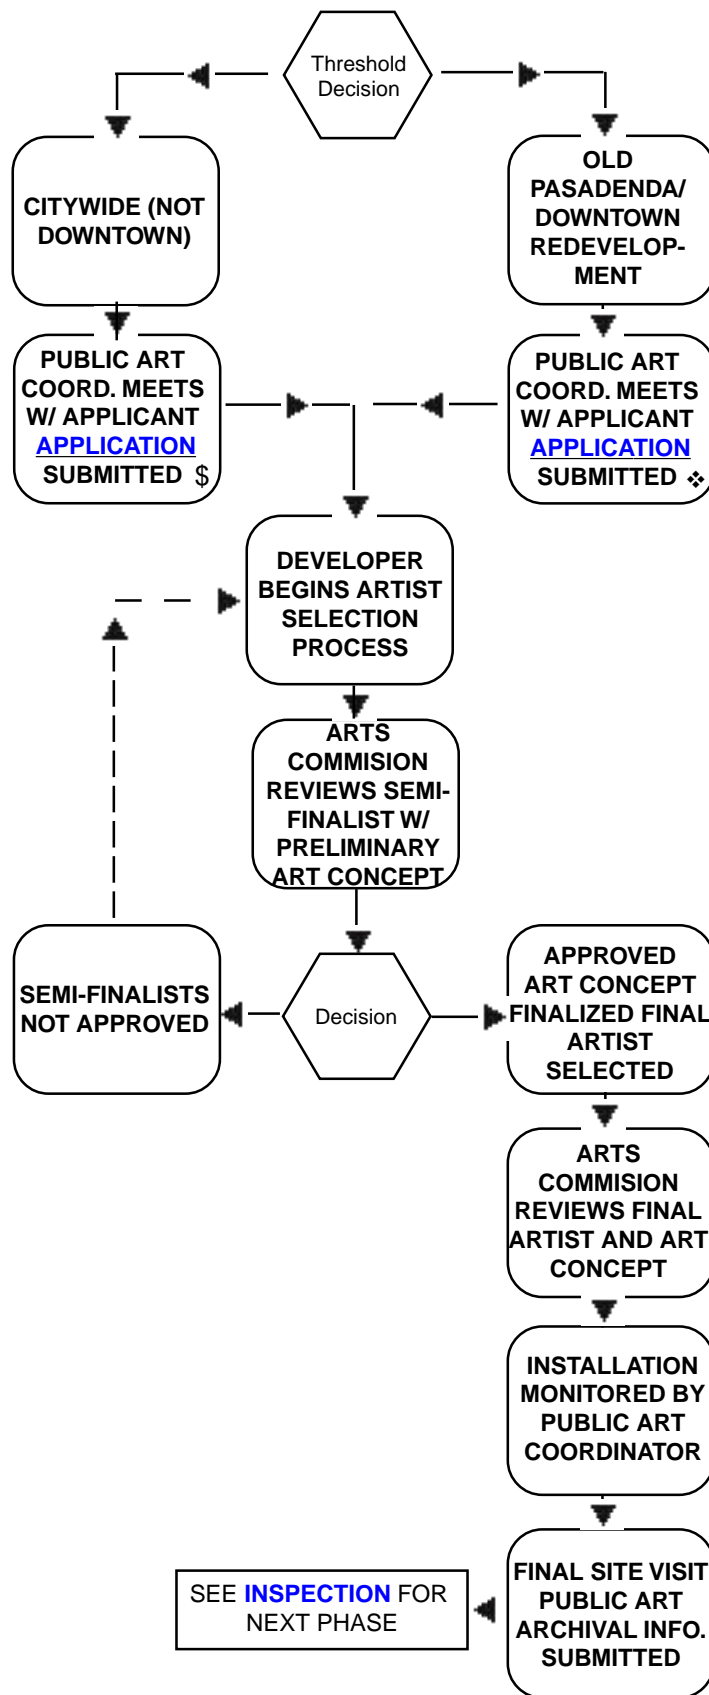 Threshold
Decision
CITYWIDE (NOT
DOWNTOWN)
OLD
PASADENDA/
DOWNTOWN
REDEVELOP-
MENT
PUBLIC ART
COORD. MEETS
W/ APPLICANT
APPLICATION
SUBMITTED $
PUBLIC ART
COORD. MEETS
W/ APPLICANT
APPLICATION
SUBMITTED ❖
DEVELOPER
BEGINS ARTIST
SELECTION
PROCESS
ARTS
COMMISION
REVIEWS SEMI-
FINALIST W/
PRELIMINARY
ART CONCEPT
SEMI-FINALISTS
NOT APPROVED
Decision
APPROVED
ART CONCEPT
FINALIZED FINAL
ARTIST
SELECTED
ARTS
COMMISION
REVIEWS FINAL
ARTIST AND ART
CONCEPT
INSTALLATION
MONITORED BY
PUBLIC ART
COORDINATOR
FINAL SITE VISIT
PUBLIC ART
ARCHIVAL INFO.
SUBMITTED
SEE INSPECTION FOR
NEXT PHASE